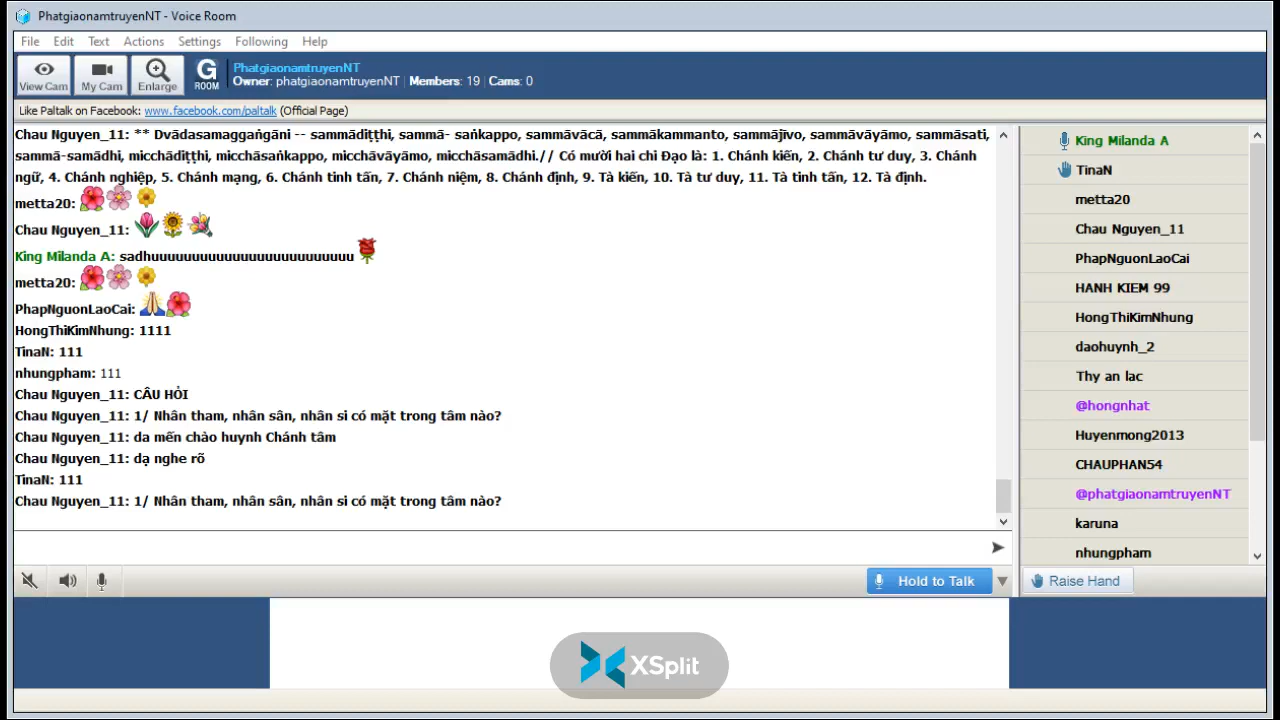 PhatgiaonamtruyenNT - Voice Room
File Edit Text Actions Settings Following Help
View Cam
My Cam
Enlarge
G
ROOM
PhatgiaonamtruyenNT
Owner: phatgiaonamtruyenNT | Members: 19 | Cams: 0
Like Paltalk on Facebook: www.facebook.com/paltalk (Official Page)
Chau Nguyen_11: ** Dvādasamaggaṅgāni -- sammādiṭṭhi, sammā- saṅkappo, sammāvācā, sammākammanto, sammājivo, sammāvāyāmo, sammāsati,
sammā-samādhi, micchādiṭṭhi, micchāsaṅkappo, micchāvāyāmo, micchāsamādhi.// Có mười hai chi Đạo là: 1. Chánh kiến, 2. Chánh tư duy, 3. Chánh
ngữ, 4. Chánh nghiệp, 5. Chánh mạng, 6. Chánh tinh tấn, 7. Chánh niệm, 8. Chánh định, 9. Tà kiến, 10. Tà tư duy, 11. Tà tinh tấn, 12. Tà định.
metta20:
Chau Nguyen_11:
King Milanda A: sadhuuuuuuuuuuuuuuuuuuuuuuuuu
metta20:
PhapNguonLaoCai:
HongThiKimNhung: 1111
TinaN: 111
nhungpham: 111
Chau Nguyen_11: CÂU HỎI
Chau Nguyen_11: 1/ Nhân tham, nhân sân, nhân si có mặt trong tâm nào?
Chau Nguyen_11: da mến chào huynh Chánh tâm
Chau Nguyen_11: dạ nghe rõ
TinaN: 111
Chau Nguyen_11: 1/ Nhân tham, nhân sân, nhân si có mặt trong tâm nào?
King Milanda A
TinaN
metta20
Chau Nguyen_11
PhapNguonLaoCai
HANH KIEM 99
HongThiKimNhung
daohuynh_2
Thy an lac
@hongnhat
Huyenmong2013
CHAUPHAN54
@phatgiaonamtruyenNT
karuna
nhungpham
Hold to Talk
Raise Hand
XSplit